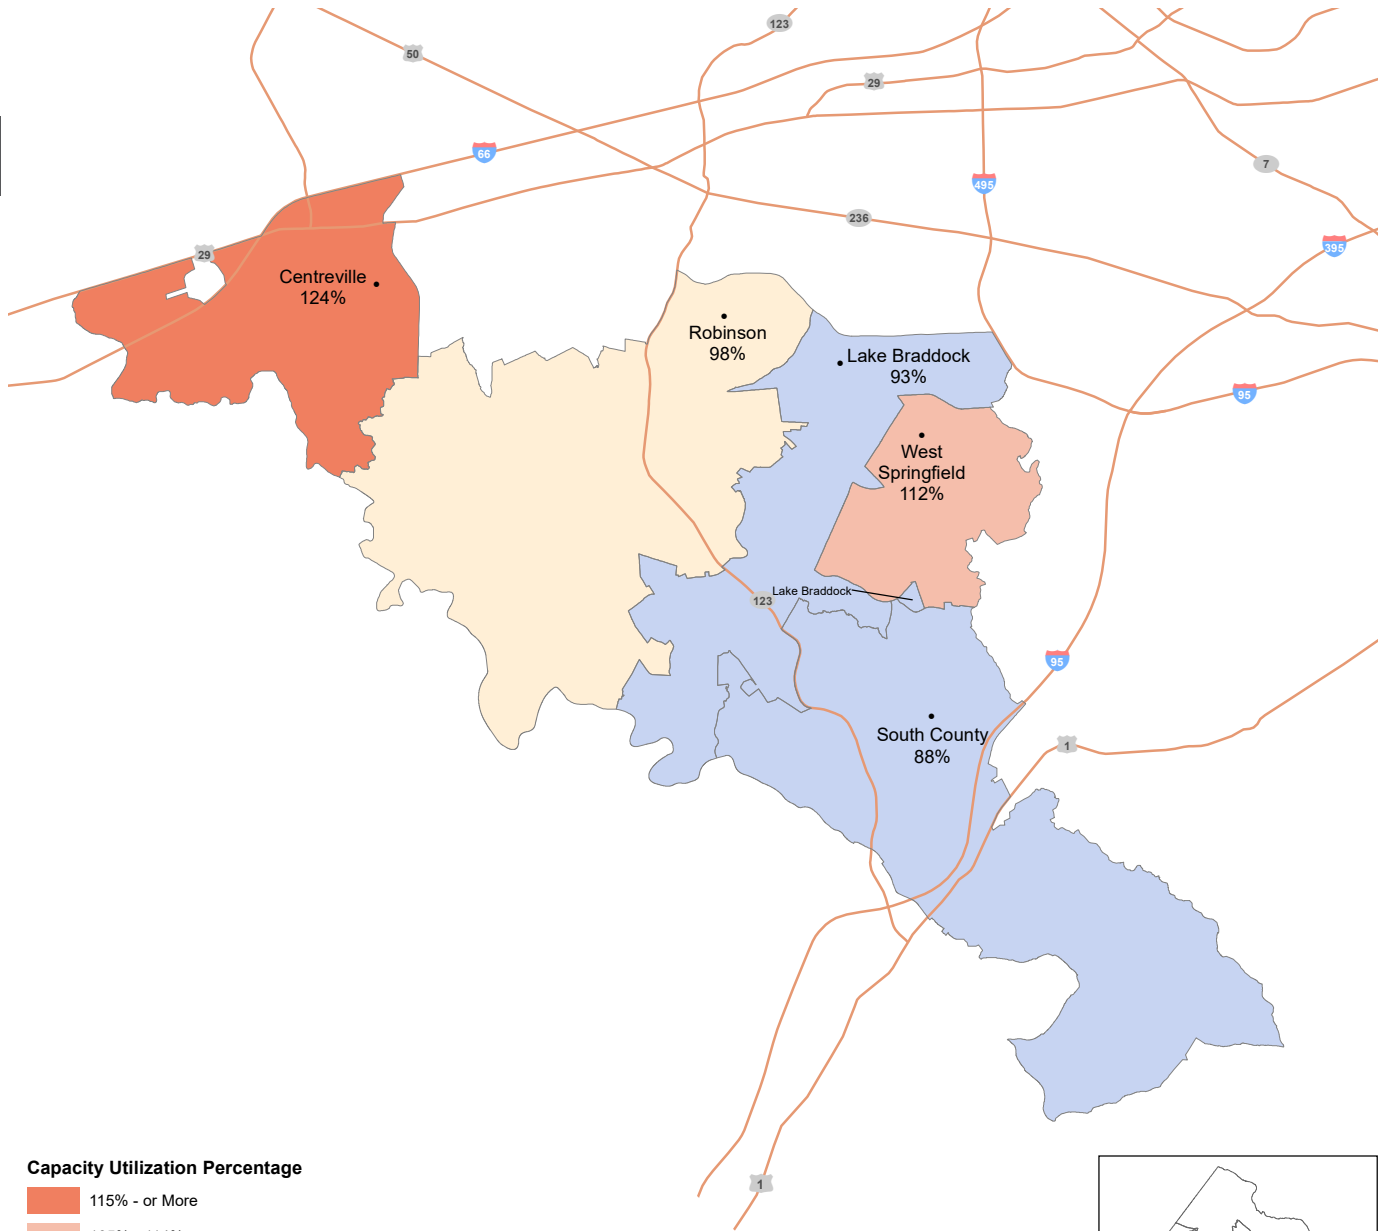 123
50
29
66
7
495
236
395
29
Centreville
124%
Robinson
98%
Lake Braddock
93%
95
West
Springfield
112%
Lake Braddock
123
95
South County
88%
1
Capacity Utilization Percentage
115% - or More
1